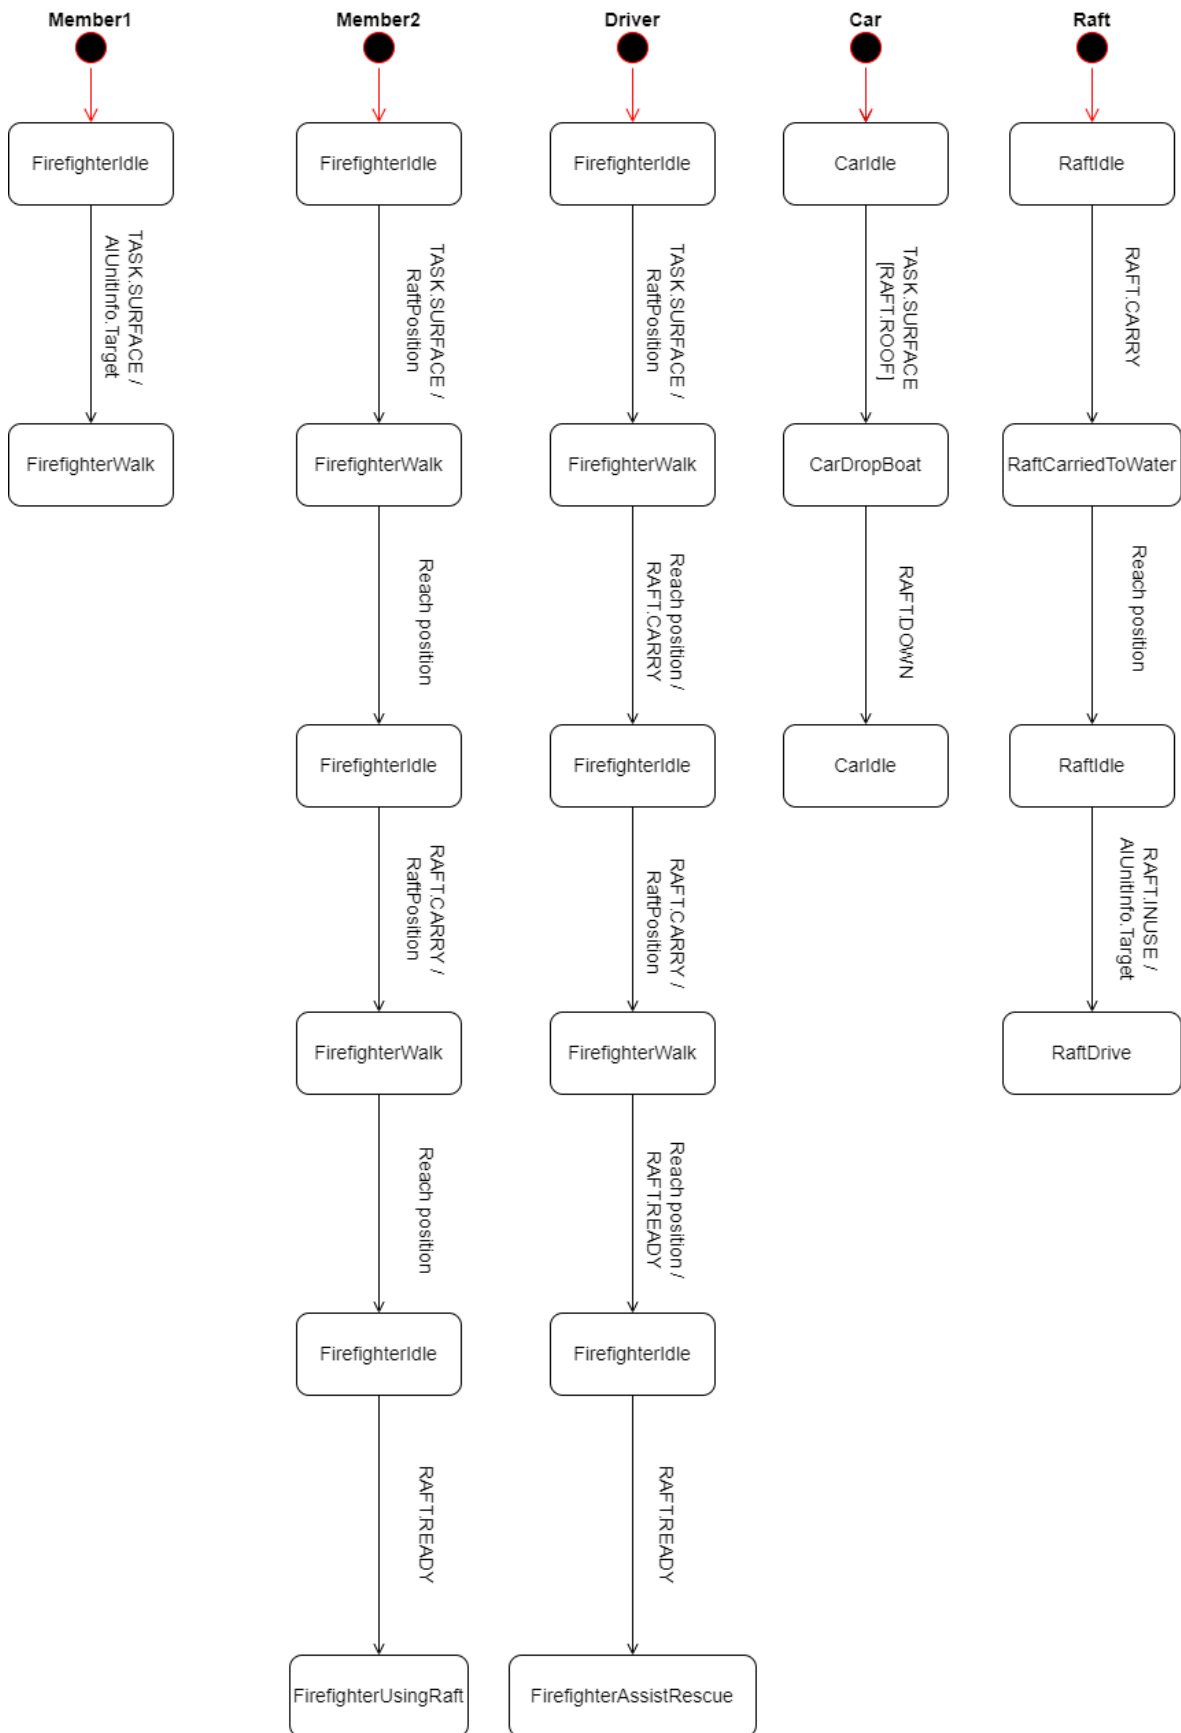 Member1
Member2
Driver
Car
Raft
FirefighterIdle
FirefighterIdle
FirefighterIdle
CarIdle
RaftIdle
TASK.SURFACE /
AIUnitInfo.Target
TASK.SURFACE /
RaftPosition
TASK.SURFACE /
RaftPosition
TASK.SURFACE
[RAFT.ROOF]
RAFT.CARRY
FirefighterWalk
FirefighterWalk
FirefighterWalk
CarDropBoat
RaftCarriedToWater
Reach position
Reach position /
RAFT.CARRY
RAFT.DOWN
Reach position
FirefighterIdle
FirefighterIdle
CarIdle
RaftIdle
RAFT.CARRY /
RaftPosition
RAFT.CARRY /
RaftPosition
RAFT.INUSE /
AIUnitInfo.Target
FirefighterWalk
FirefighterWalk
RaftDrive
Reach position
Reach position /
RAFT.READY
FirefighterIdle
FirefighterIdle
RAFT.READY
RAFT.READY
FirefighterUsingRaft
FirefighterAssistRescue